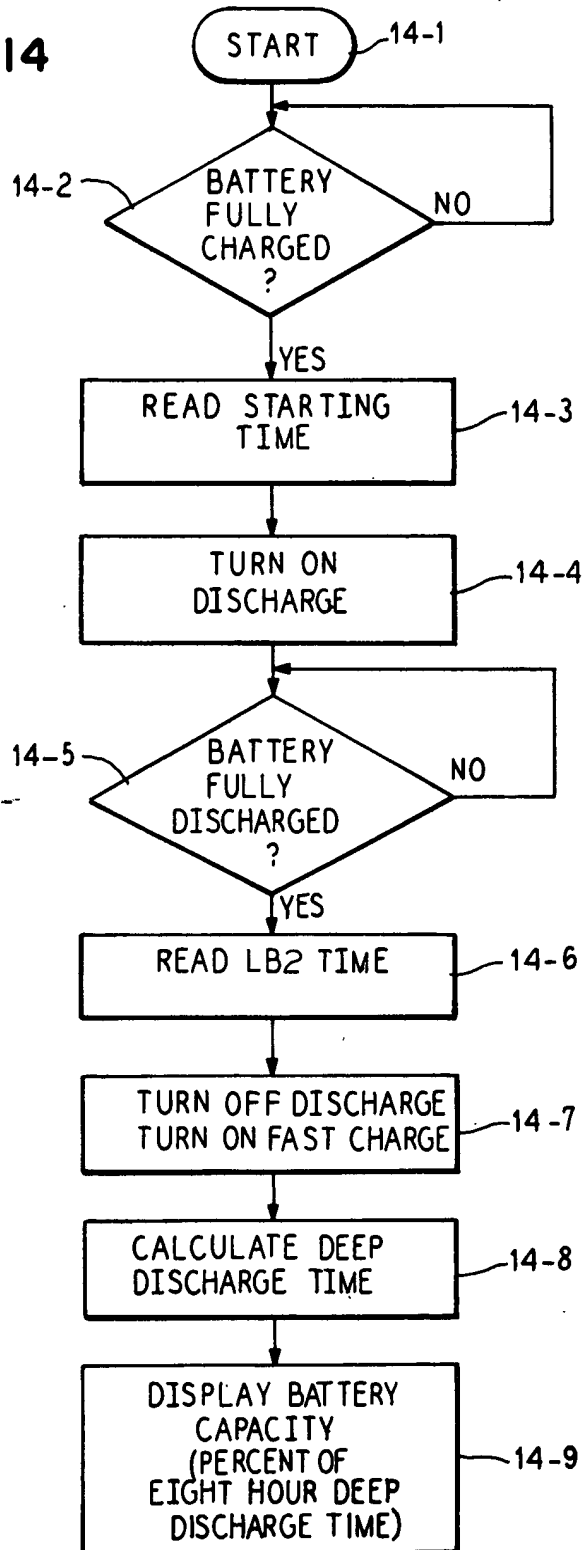 14
START
14-1
14-2
BATTERY
FULLY
CHARGED
?
NO
YES
READ STARTING
TIME
14-3
TURN ON
DISCHARGE
14-4
14-5
BATTERY
FULLY
DISCHARGED
?
NO
YES
READ LB2 TIME
14-6
TURN OFF DISCHARGE
TURN ON FAST CHARGE
14-7
CALCULATE DEEP
DISCHARGE TIME
14-8
DISPLAY BATTERY
CAPACITY
(PERCENT OF
EIGHT HOUR DEEP
DISCHARGE TIME)
14-9